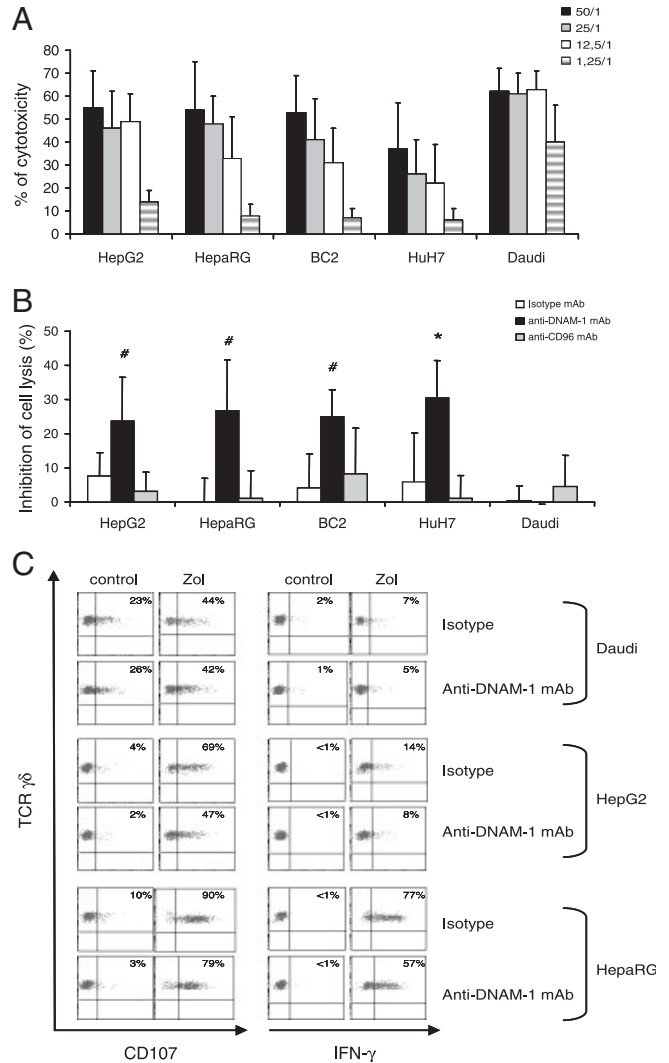 A
50/1
25/1
12,5/1
1,25/1
% of cytotoxicity
80
70
60
50
40
30
20
10
0
HepG2 HepaRG BC2 HuH7 Daudi
B
Isotype mAb
anti-DNAM-1 mAb
anti-CD96 mAb
Inhibition of cell lysis (%)
50
40
30
20
10
0
# # # *
HepG2 HepaRG BC2 HuH7 Daudi
C
control Zol control Zol
23% 44% 2% 7% Isotype
26% 42% 1% 5% Anti-DNAM-1 mAb
Daudi
4% 69% <1% 14% Isotype
2% 47% <1% 8% Anti-DNAM-1 mAb
HepG2
10% 90% <1% 77% Isotype
3% 79% <1% 57% Anti-DNAM-1 mAb
HepaRG
TCR γδ
CD107 IFN-γ